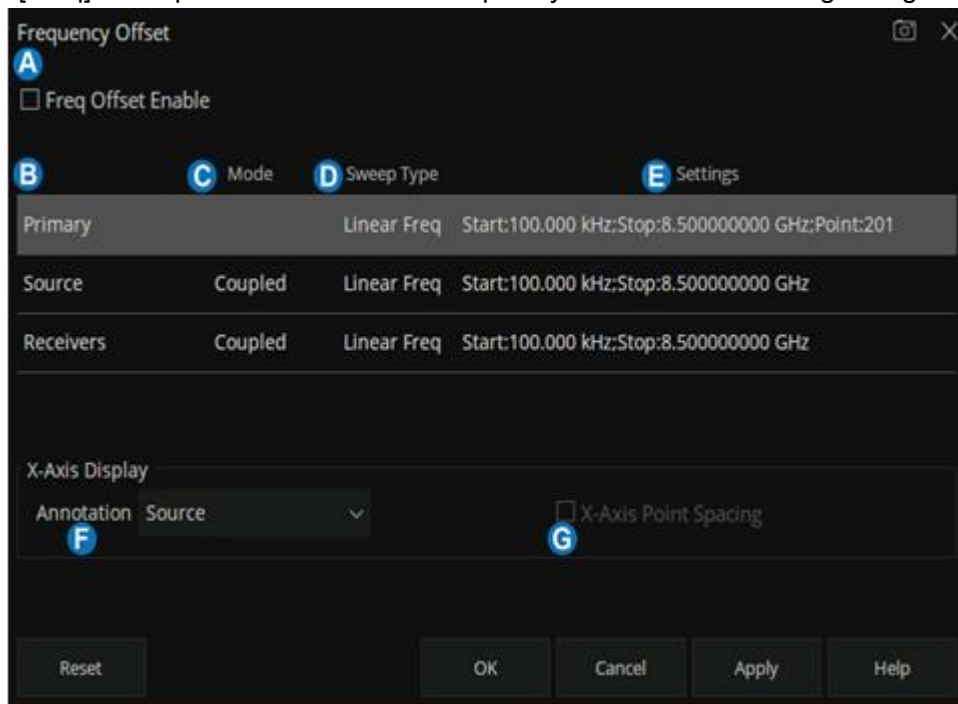 Frequency Offset
A
Freq Offset Enable
B C Mode D Sweep Type E Settings
Primary Linear Freq Start:100.000 kHz;Stop:8.500000000 GHz;Point:201
Source Coupled Linear Freq Start:100.000 kHz;Stop:8.500000000 GHz
Receivers Coupled Linear Freq Start:100.000 kHz;Stop:8.500000000 GHz
X-Axis Display
Annotation Source X-Axis Point Spacing
F G
Reset OK Cancel Apply Help